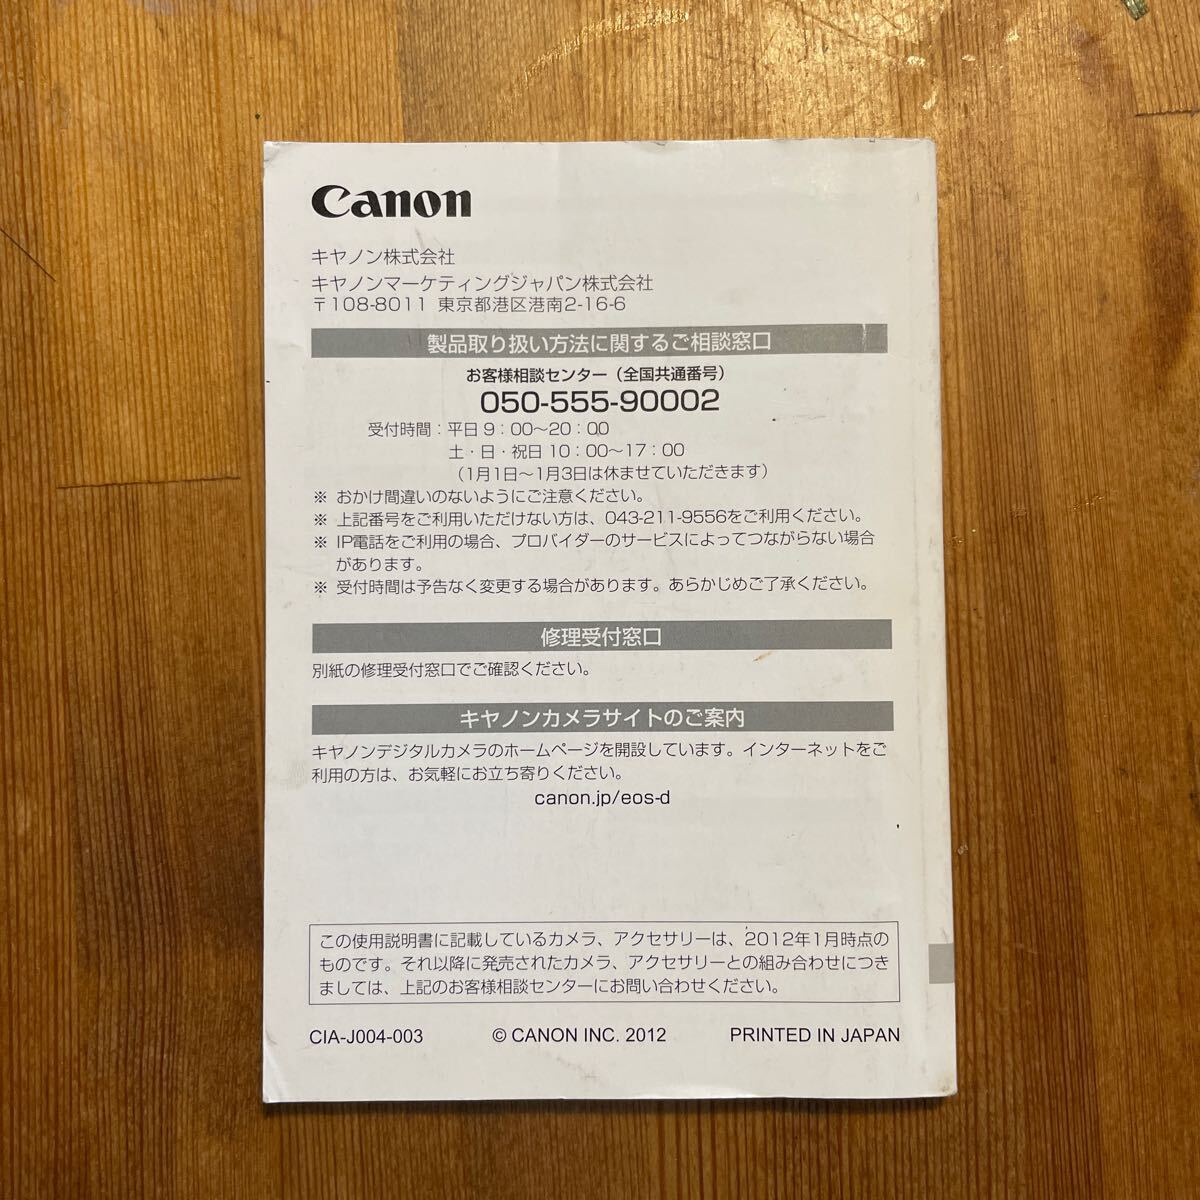 Canon
キヤノン株式会社
キヤノンマーケティングジャパン株式会社
〒108-8011 東京都港区港南2-16-6
製品取り扱い方法に関するご相談窓口
お客様相談センター（全国共通番号）
050-555-90002
受付時間：平日 9：00～20：00
土・日・祝日 10：00～17：00
（1月1日～1月3日は休ませていただきます）
※ おかけ間違いのないようにご注意ください。
※ 上記番号をご利用いただけない方は、043-211-9556をご利用ください。
※ IP電話をご利用の場合、プロバイダーのサービスによってつながらない場合
があります。
※ 受付時間は予告なく変更する場合があります。あらかじめご了承ください。
修理受付窓口
別紙の修理受付窓口でご確認ください。
キヤノンカメラサイトのご案内
キヤノンデジタルカメラのホームページを開設しています。インターネットをご
利用の方は、お気軽にお立ち寄りください。
canon.jp/eos-d
この使用説明書に記載しているカメラ、アクセサリーは、2012年1月時点の
ものです。それ以降に発売されたカメラ、アクセサリーとの組み合わせにつき
ましては、上記のお客様相談センターにお問い合わせください。
CIA-J004-003 © CANON INC. 2012 PRINTED IN JAPAN